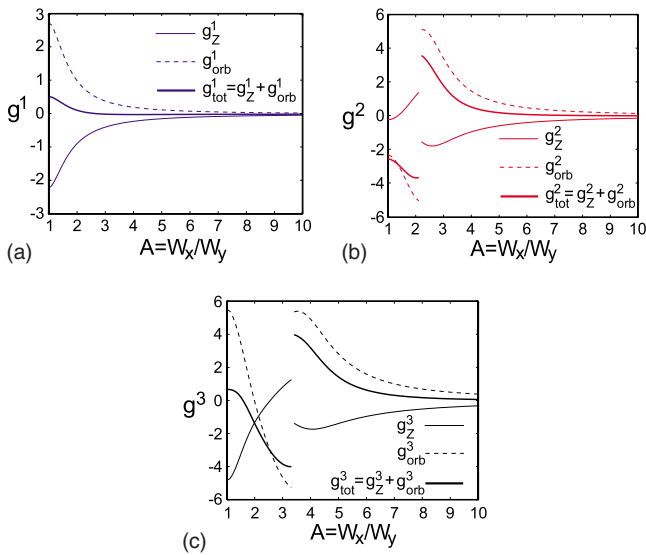 3
2
1
0
-1
-2
-3
g¹
g¹_Z
g¹_orb
g¹_tot=g¹_Z+g¹_orb
1 2 3 4 5 6 7 8 9 10
A=W_x/W_y
(a)
6
4
2
0
-2
-4
-6
g²
g²_Z
g²_orb
g²_tot=g²_Z+g²_orb
1 2 3 4 5 6 7 8 9 10
A=W_x/W_y
(b)
6
4
2
0
-2
-4
-6
g³
g³_Z
g³_orb
g³_tot=g³_Z+g³_orb
1 2 3 4 5 6 7 8 9 10
A=W_x/W_y
(c)